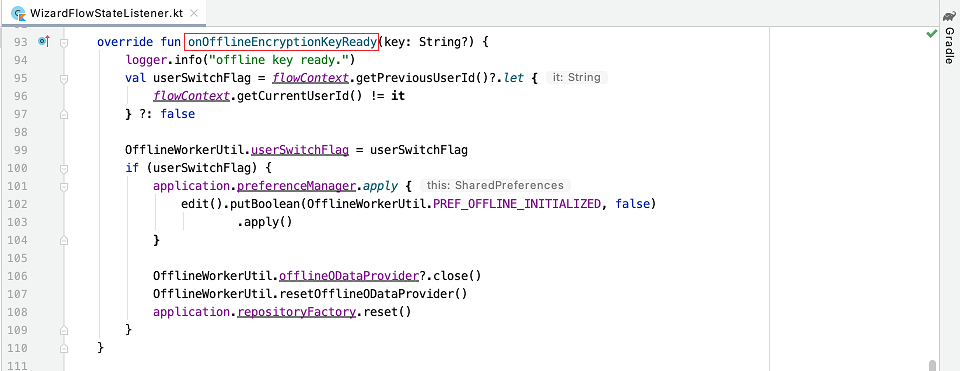 WizardFlowStateListener.kt
93 override fun onOfflineEncryptionKeyReady(key: String?) {
94 logger.info("offline key ready.")
95 val userSwitchFlag = flowContext.getPreviousUserId()?.let { it: String
96 flowContext.getCurrentUserId() != it
97 } ?: false
98
99 OfflineWorkerUtil.userSwitchFlag = userSwitchFlag
100 if (userSwitchFlag) {
101 application.preferenceManager.apply { this: SharedPreferences
102 edit().putBoolean(OfflineWorkerUtil.PREF_OFFLINE_INITIALIZED, false)
103 .apply()
104 }
105
106 OfflineWorkerUtil.offlineODataProvider?.close()
107 OfflineWorkerUtil.resetOfflineODataProvider()
108 application.repositoryFactory.reset()
109 }
110 }
111
Gradle